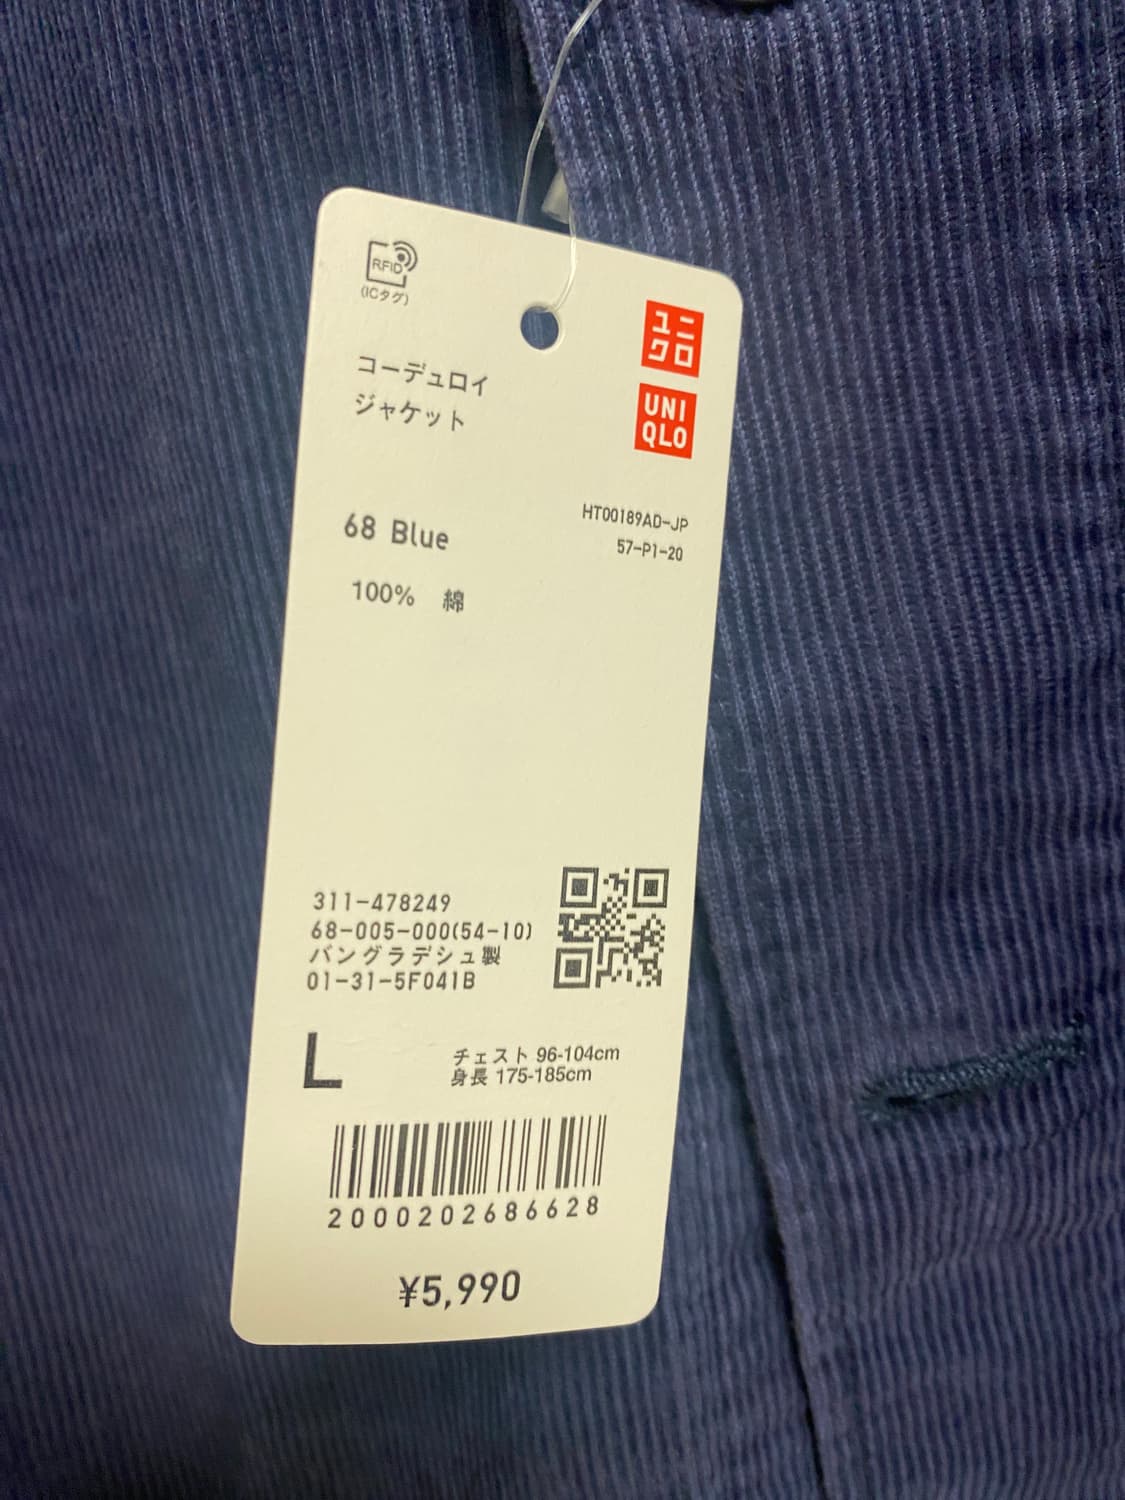 RFID
(ICタグ)
ユニ
クロ
UNI
QLO
コーデュロイ
ジャケット
HT00189AD-JP
57-P1-20
68 Blue
100% 綿
311-478249
68-005-000(54-10)
バングラデシュ製
01-31-5F041B
L
チェスト 96-104cm
身長 175-185cm
2000202686628
¥5,990